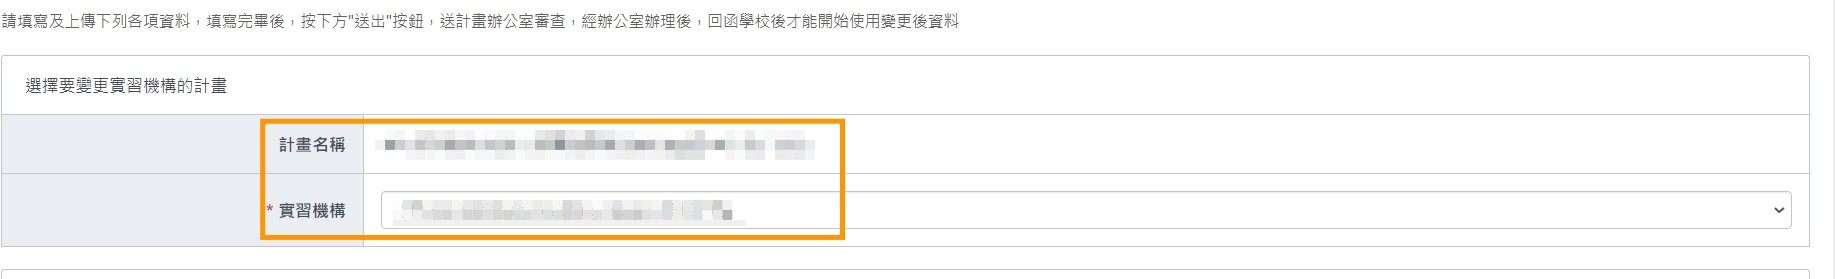 請填寫及上傳下列各項資料，填寫完畢後，按下方"送出"按鈕，送計畫辦公室審查，經辦公室辦理後，回函學校後才能開始使用變更後資料
選擇要變更實習機構的計畫
計畫名稱
* 實習機構